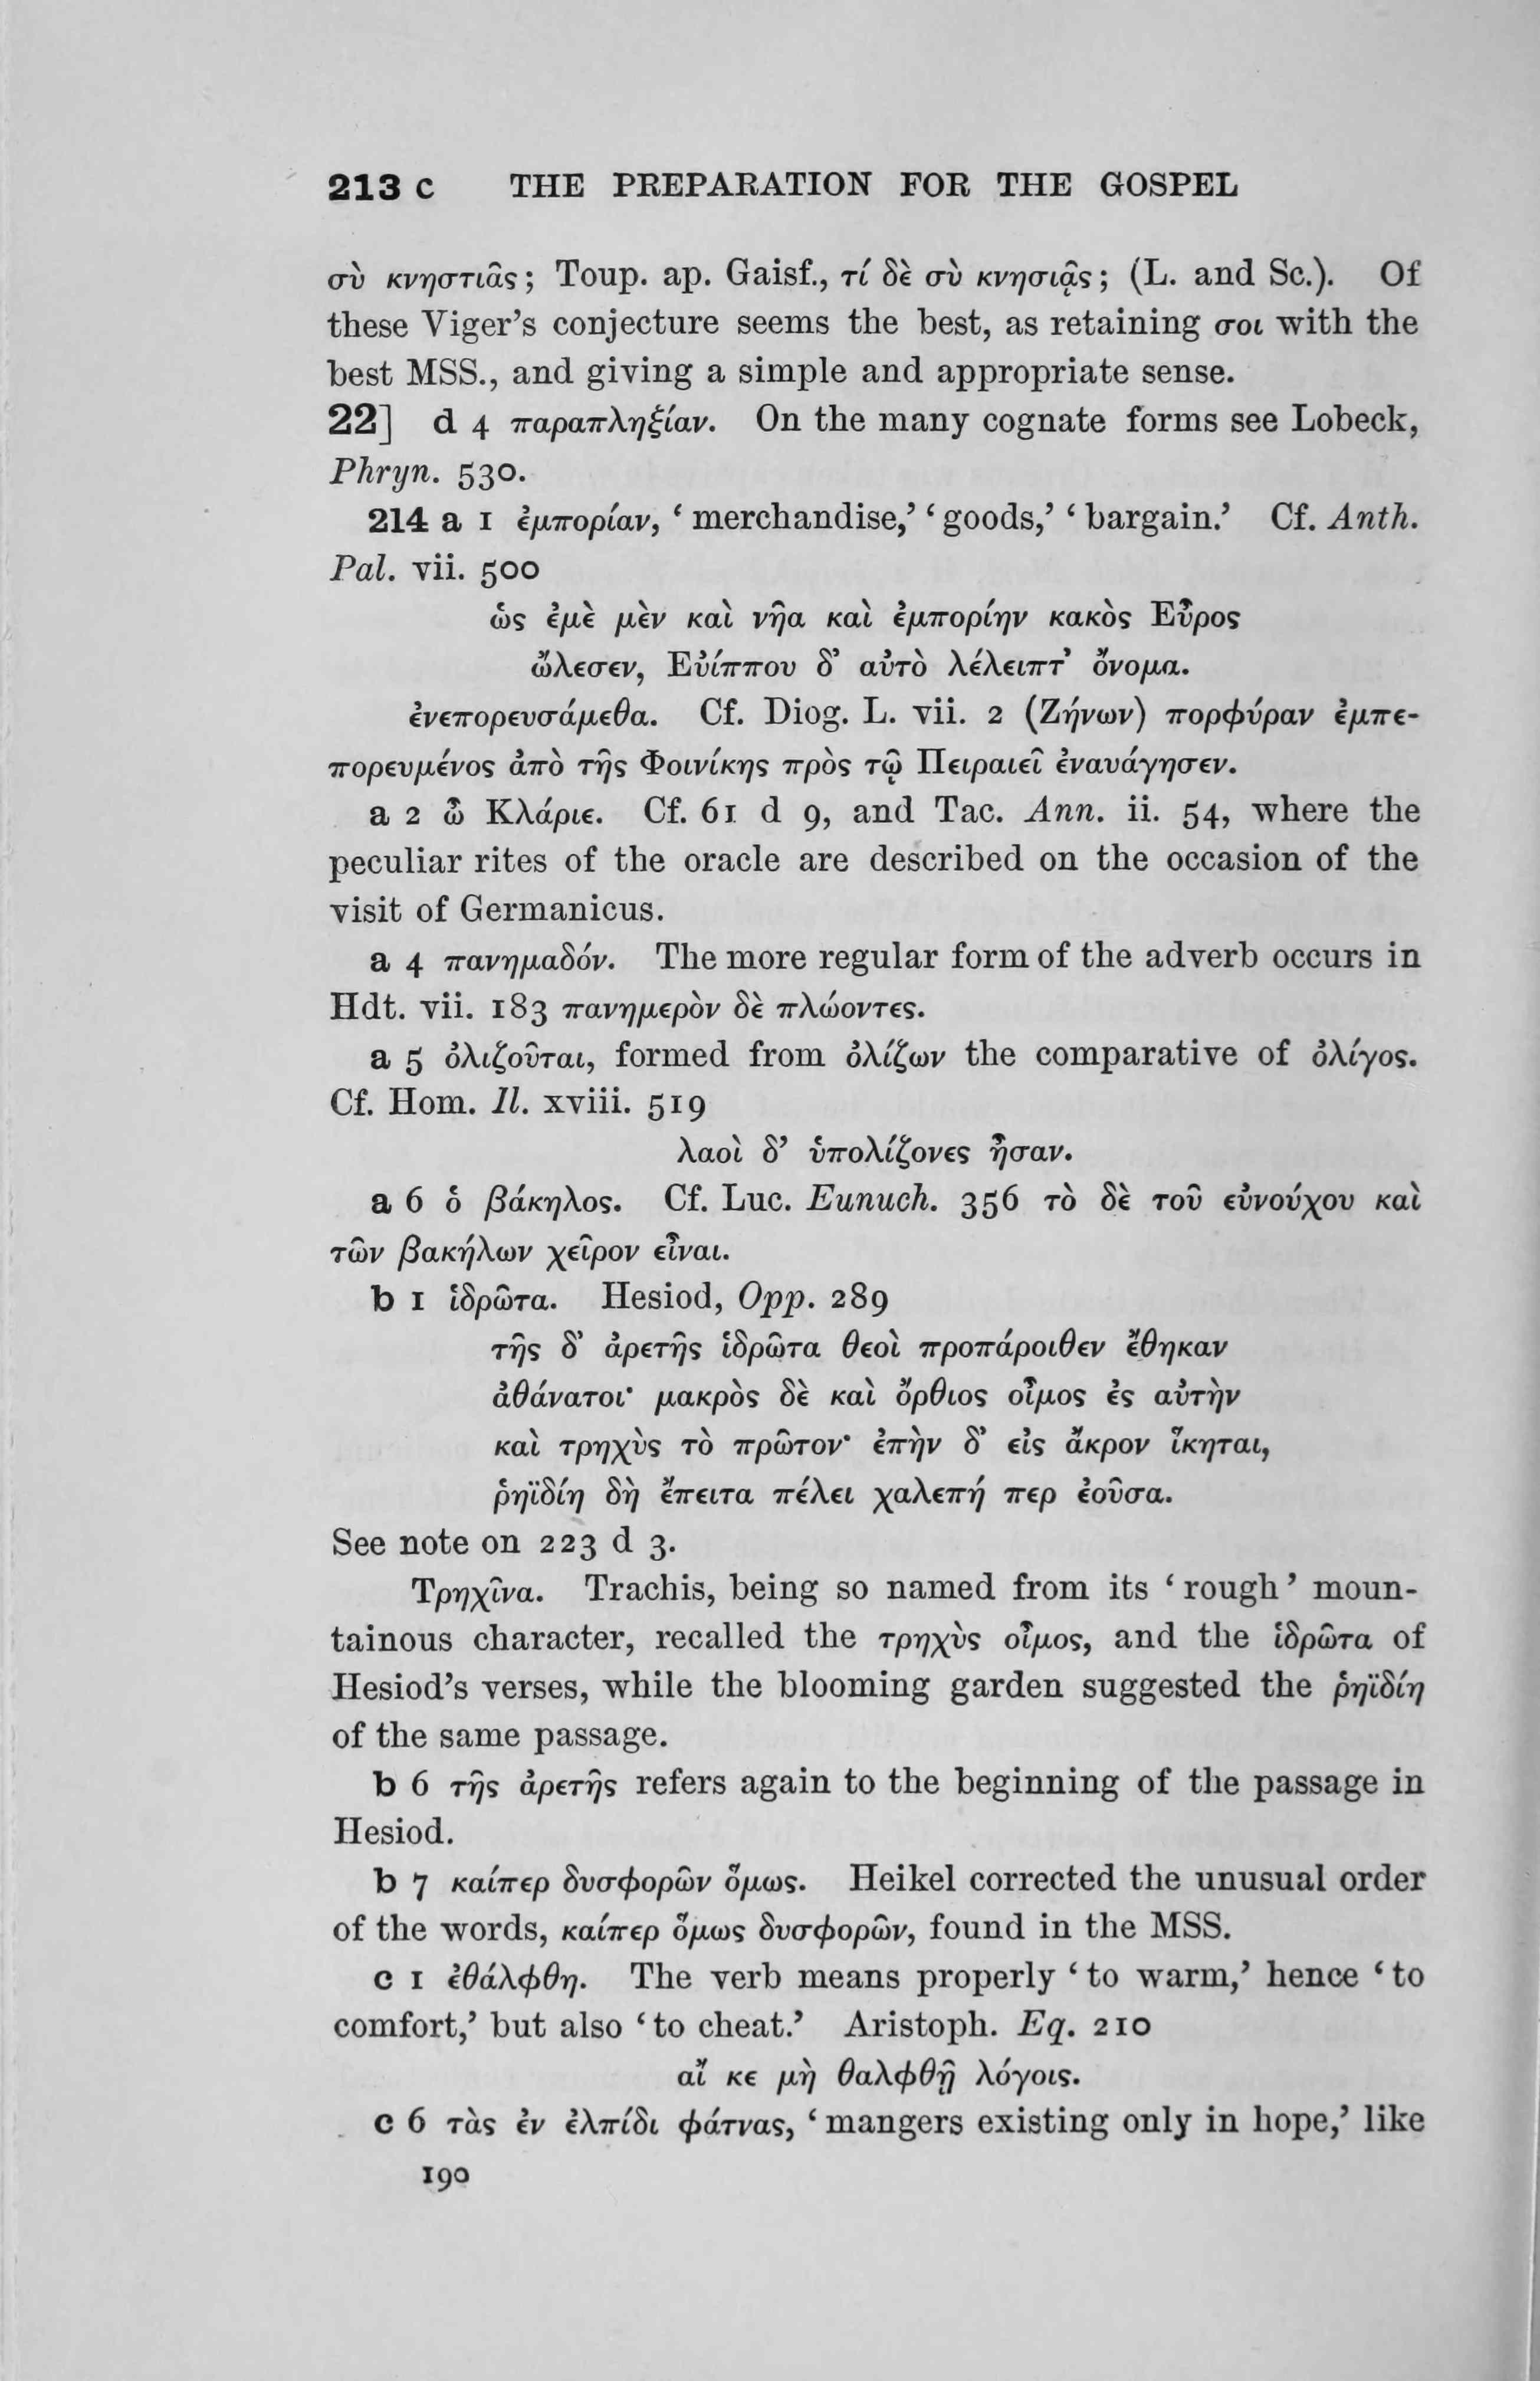 213 c THE PREPARATION FOR THE GOSPEL
σὺ κνηστιᾶς; Toup. ap. Gaisf., τί δὲ σὺ κνησιᾷς; (L. and Sc.). Of
these Viger's conjecture seems the best, as retaining σοι with the
best MSS., and giving a simple and appropriate sense.
22] d 4 παραπληξίαν. On the many cognate forms see Lobeck,
Phryn. 530.
214 a 1 ἐμπορίαν, ‘merchandise,’ ‘goods,’ ‘bargain.’ Cf. Anth.
Pal. vii. 500
ὡς ἐμὲ μὲν καὶ νῆα καὶ ἐμπορίην κακὸς Εὖρος
ὤλεσεν, Εὐίππου δ’ αὐτὸ λέλειπτ’ ὄνομα.
ἐνεπορευσάμεθα. Cf. Diog. L. vii. 2 (Ζήνων) πορφύραν ἐμπε-
πορευμένος ἀπὸ τῆς Φοινίκης πρὸς τῷ Πειραιεῖ ἐναυάγησεν.
a 2 ὦ Κλάριε. Cf. 61 d 9, and Tac. Ann. ii. 54, where the
peculiar rites of the oracle are described on the occasion of the
visit of Germanicus.
a 4 πανημαδόν. The more regular form of the adverb occurs in
Hdt. vii. 183 πανημερὸν δὲ πλώοντες.
a 5 ὀλιζοῦται, formed from ὀλίζων the comparative of ὀλίγος.
Cf. Hom. Il. xviii. 519
λαοὶ δ’ ὑπολίζονες ἦσαν.
a 6 ὁ βάκηλος. Cf. Luc. Eunuch. 356 τὸ δὲ τοῦ εὐνούχου καὶ
τῶν βακήλων χεῖρον εἶναι.
b 1 ἱδρῶτα. Hesiod, Opp. 289
τῆς δ’ ἀρετῆς ἱδρῶτα θεοὶ προπάροιθεν ἔθηκαν
ἀθάνατοι· μακρὸς δὲ καὶ ὄρθιος οἶμος ἐς αὐτὴν
καὶ τρηχὺς τὸ πρῶτον· ἐπὴν δ’ εἰς ἄκρον ἵκηται,
ῥηϊδίη δὴ ἔπειτα πέλει χαλεπή περ ἐοῦσα.
See note on 223 d 3.
Τρηχῖνα. Trachis, being so named from its ‘rough’ moun-
tainous character, recalled the τρηχὺς οἶμος, and the ἱδρῶτα of
Hesiod's verses, while the blooming garden suggested the ῥηϊδίη
of the same passage.
b 6 τῆς ἀρετῆς refers again to the beginning of the passage in
Hesiod.
b 7 καίπερ δυσφορῶν ὅμως. Heikel corrected the unusual order
of the words, καίπερ ὅμως δυσφορῶν, found in the MSS.
c 1 ἐθάλφθη. The verb means properly ‘to warm,’ hence ‘to
comfort,’ but also ‘to cheat.’ Aristoph. Eq. 210
αἴ κε μὴ θαλφθῇ λόγοις.
c 6 τὰς ἐν ἐλπίδι φάτνας, ‘mangers existing only in hope,’ like
190